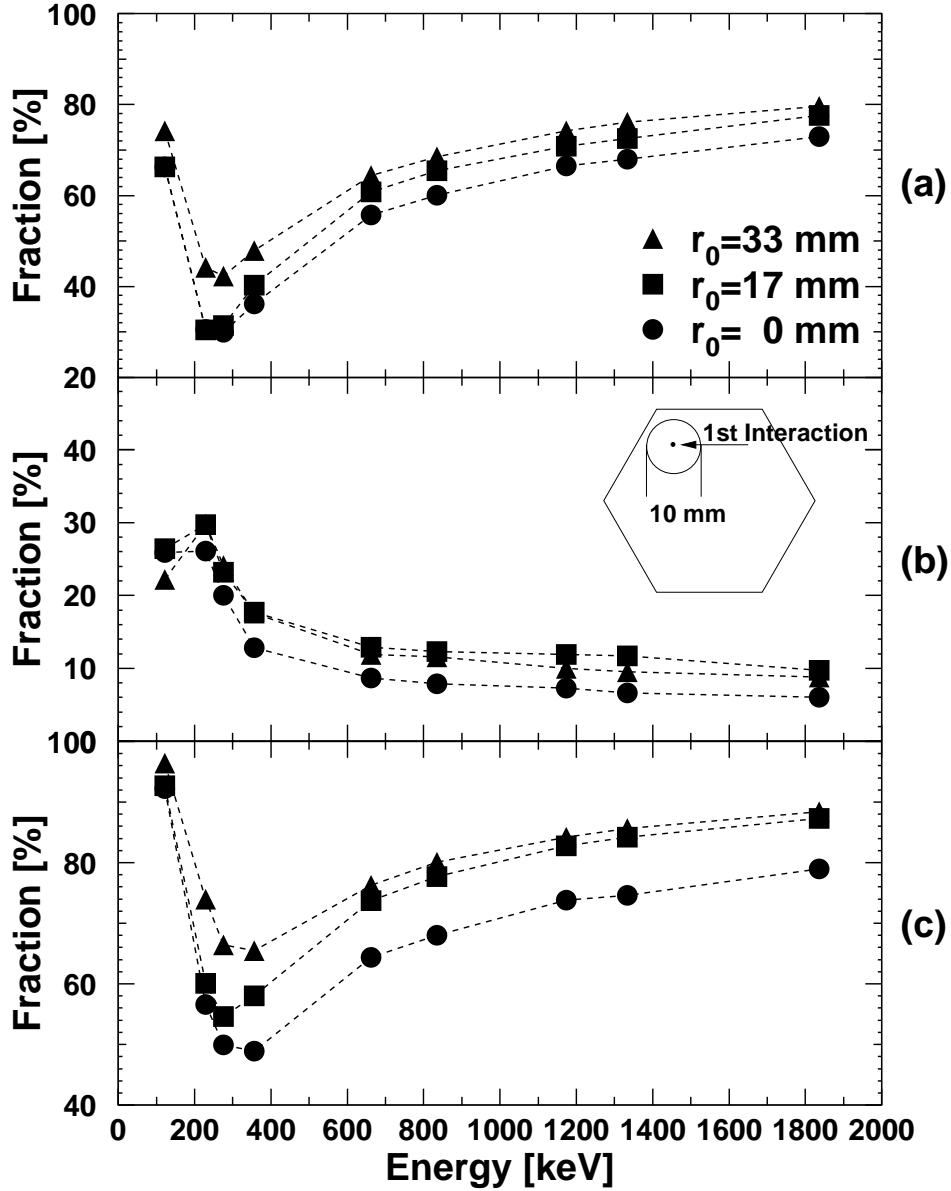 100
80
60
40
20
Fraction [%]
(a)
r0=33 mm
r0=17 mm
r0= 0 mm
40
30
20
10
0
Fraction [%]
(b)
1st Interaction
10 mm
100
80
60
40
Fraction [%]
(c)
0 200 400 600 800 1000 1200 1400 1600 1800 2000
Energy [keV]